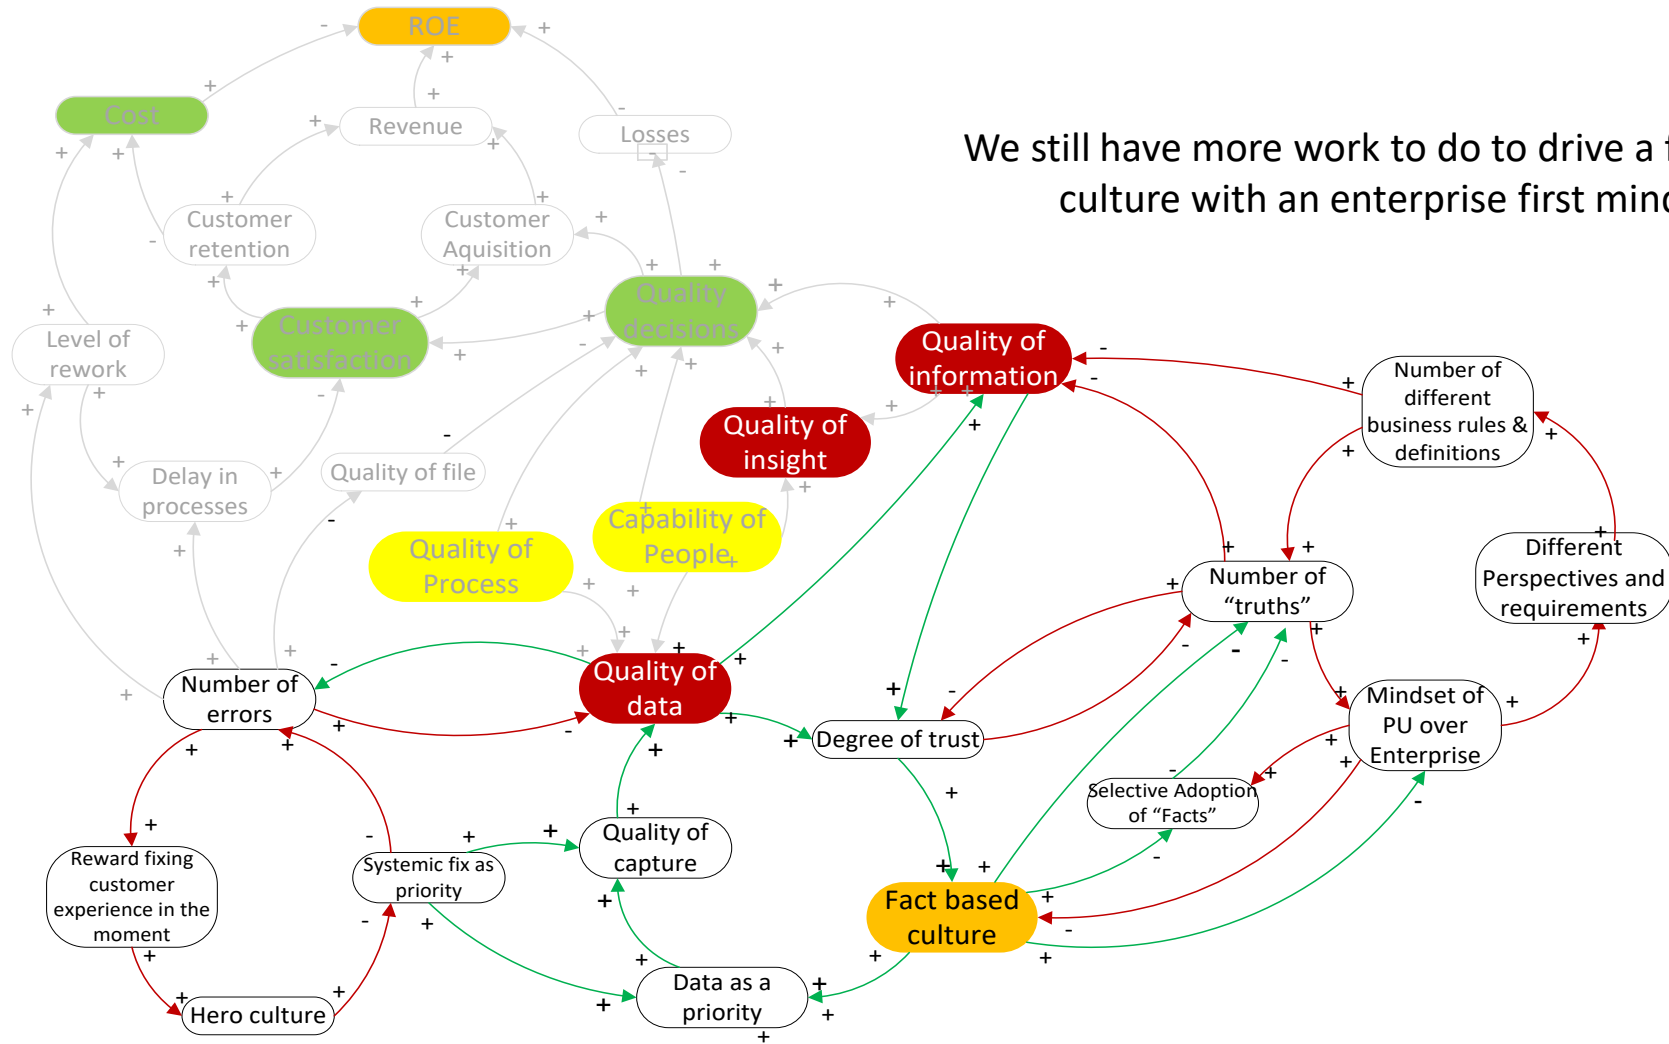 ROE
Cost
Revenue
Losses
We still have more work to do to drive a
culture with an enterprise first
Customer
retention
Customer
Aquisition
Quality
decisions
Level of
rework
Customer
satisfaction
Quality of
information
Number of
different
business rules &
definitions
Quality of
insight
Quality of file
Delay in
processes
Capability of
People
Quality of
Process
Different
Perspectives and
requirements
Number of
“truths”
Number of
errors
Quality of
data
Mindset of
PU over
Enterprise
Degree of trust
Selective Adoption
of “Facts”
Quality of
capture
Reward fixing
customer
experience in the
moment
Systemic fix as
priority
Fact based
culture
Data as a
priority
Hero culture